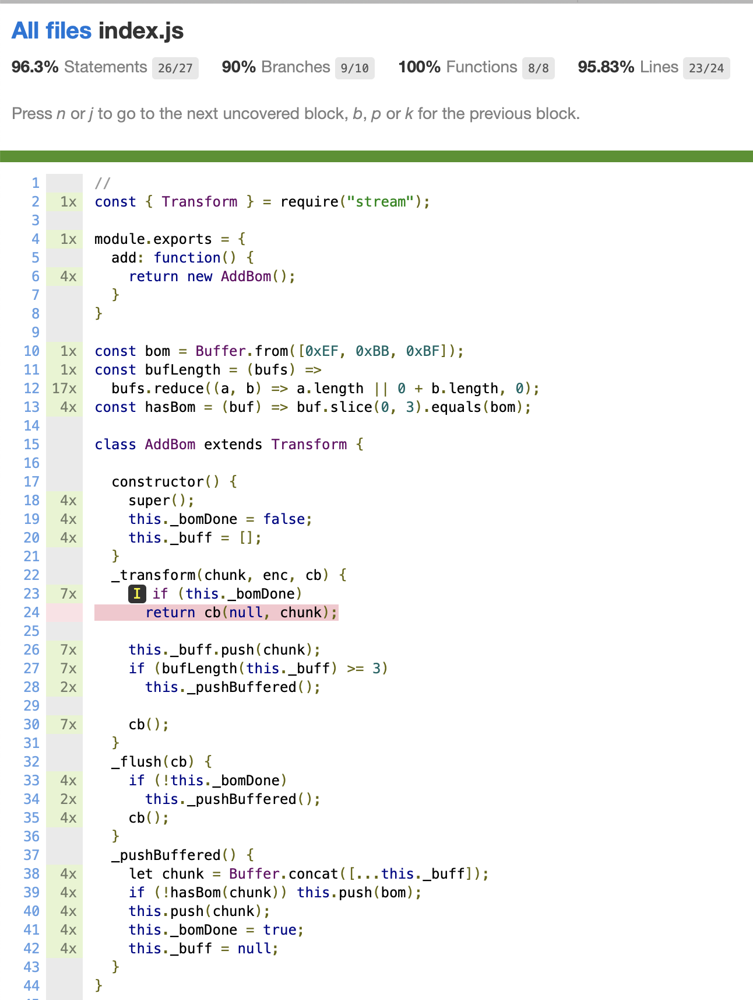 All files index.js
96.3% Statements 26/27 90% Branches 9/10 100% Functions 8/8 95.83% Lines 23/24
Press n or j to go to the next uncovered block, b, p or k for the previous block.
1 //
2 1x const { Transform } = require("stream");
3
4 1x module.exports = {
5 add: function() {
6 4x return new AddBom();
7 }
8 }
9
10 1x const bom = Buffer.from([0xEF, 0xBB, 0xBF]);
11 1x const bufLength = (bufs) =>
12 17x bufs.reduce((a, b) => a.length || 0 + b.length, 0);
13 4x const hasBom = (buf) => buf.slice(0, 3).equals(bom);
14
15 class AddBom extends Transform {
16
17 constructor() {
18 4x super();
19 4x this._bomDone = false;
20 4x this._buff = [];
21 }
22 _transform(chunk, enc, cb) {
23 7x I if (this._bomDone)
24 return cb(null, chunk);
25
26 7x this._buff.push(chunk);
27 7x if (bufLength(this._buff) >= 3)
28 2x this._pushBuffered();
29
30 7x cb();
31 }
32 _flush(cb) {
33 4x if (!this._bomDone)
34 2x this._pushBuffered();
35 4x cb();
36 }
37 _pushBuffered() {
38 4x let chunk = Buffer.concat([...this._buff]);
39 4x if (!hasBom(chunk)) this.push(bom);
40 4x this.push(chunk);
41 4x this._bomDone = true;
42 4x this._buff = null;
43 }
44 }